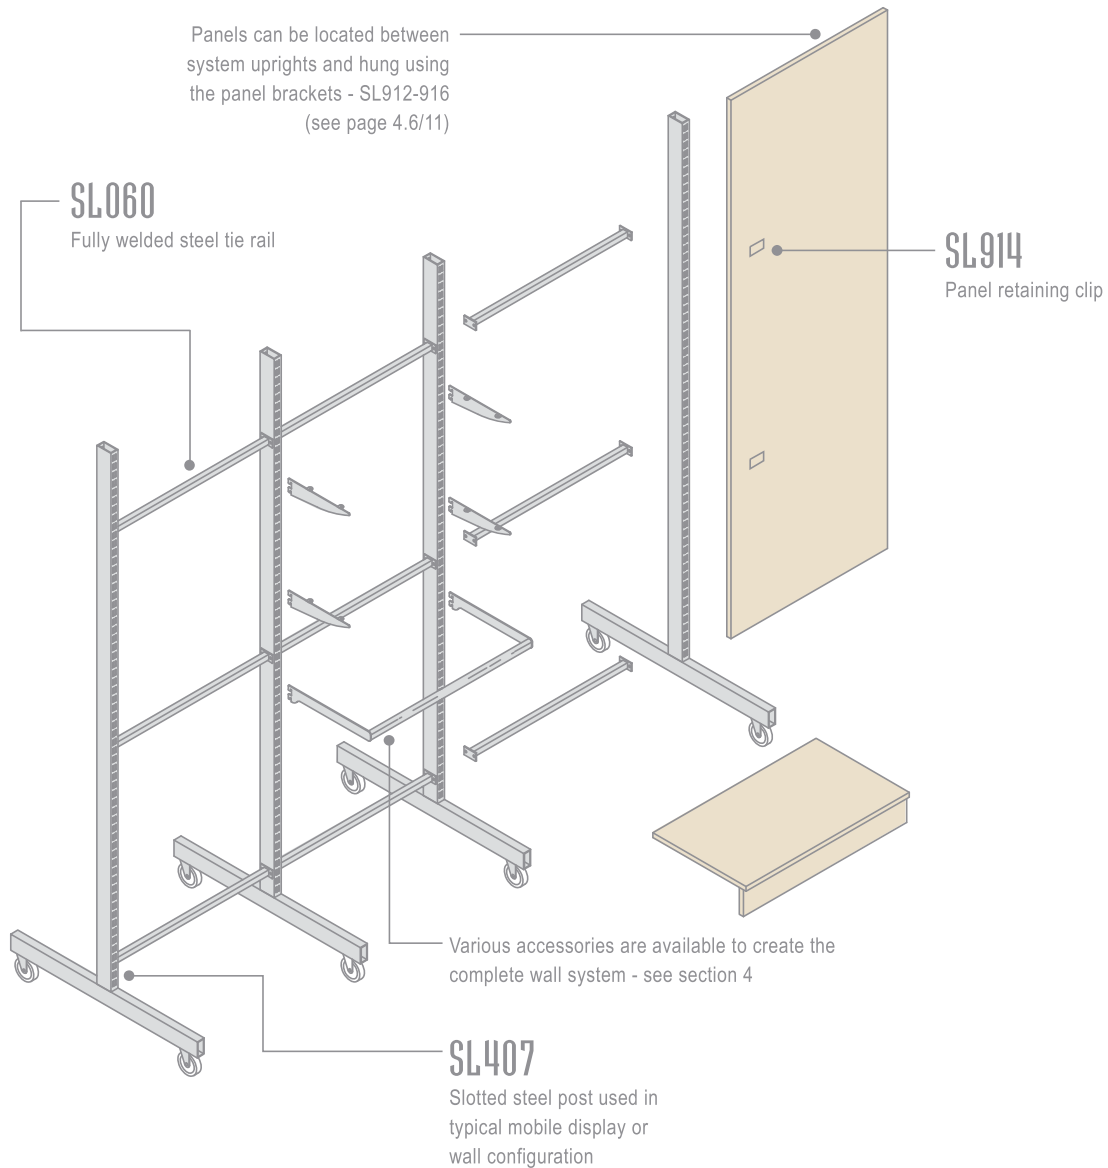 Panels can be located between
system uprights and hung using
the panel brackets - SL912-916
(see page 4.6/11)
SL060
Fully welded steel tie rail
SL914
Panel retaining clip
Various accessories are available to create the
complete wall system - see section 4
SL407
Slotted steel post used in
typical mobile display or
wall configuration